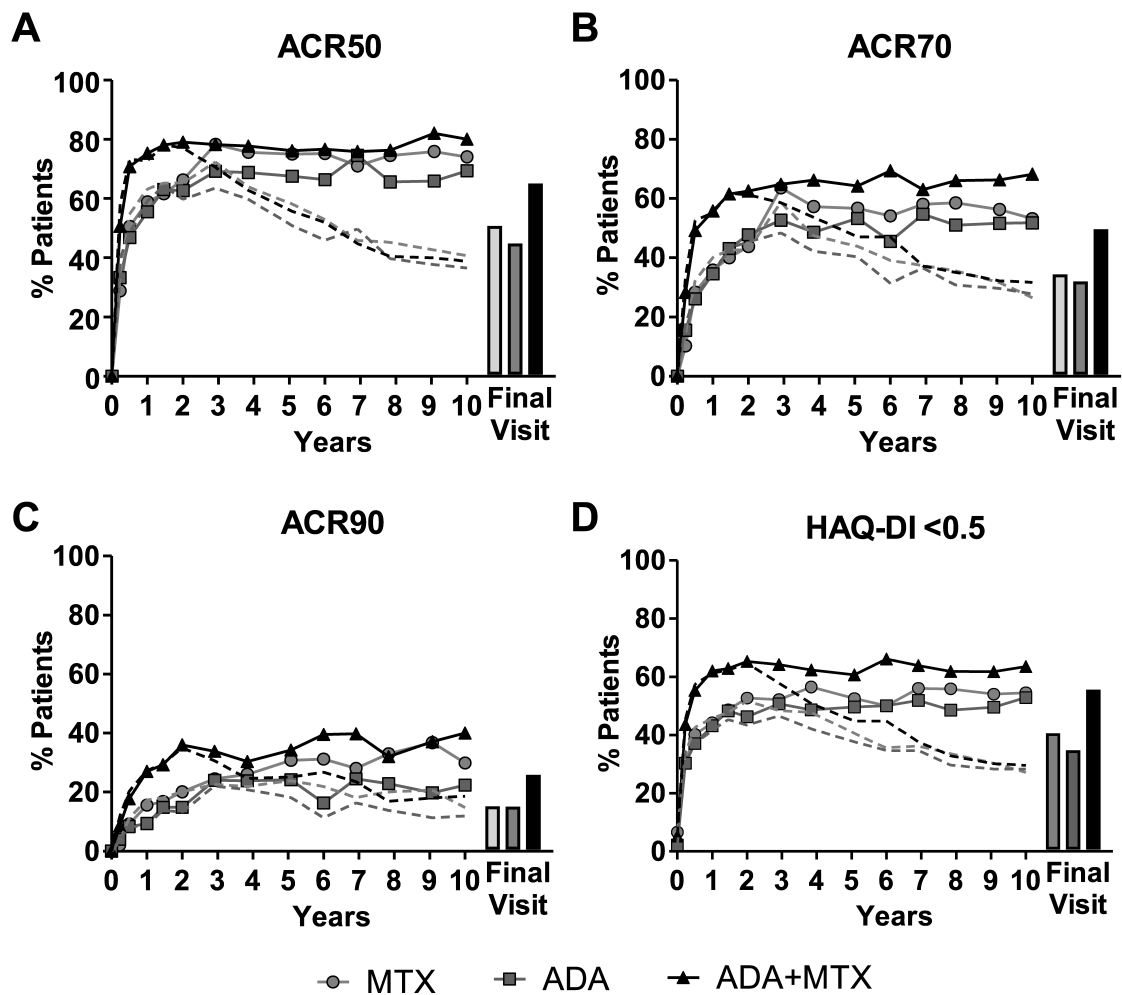 A
ACR50
% Patients
100
80
60
40
20
0
0 1 2 3 4 5 6 7 8 9 10 Final
Visit
Years
B
ACR70
% Patients
100
80
60
40
20
0
0 1 2 3 4 5 6 7 8 9 10 Final
Visit
Years
C
ACR90
% Patients
100
80
60
40
20
0
0 1 2 3 4 5 6 7 8 9 10 Final
Visit
Years
D
HAQ-DI <0.5
% Patients
100
80
60
40
20
0
0 1 2 3 4 5 6 7 8 9 10 Final
Visit
Years
MTX ADA ADA+MTX